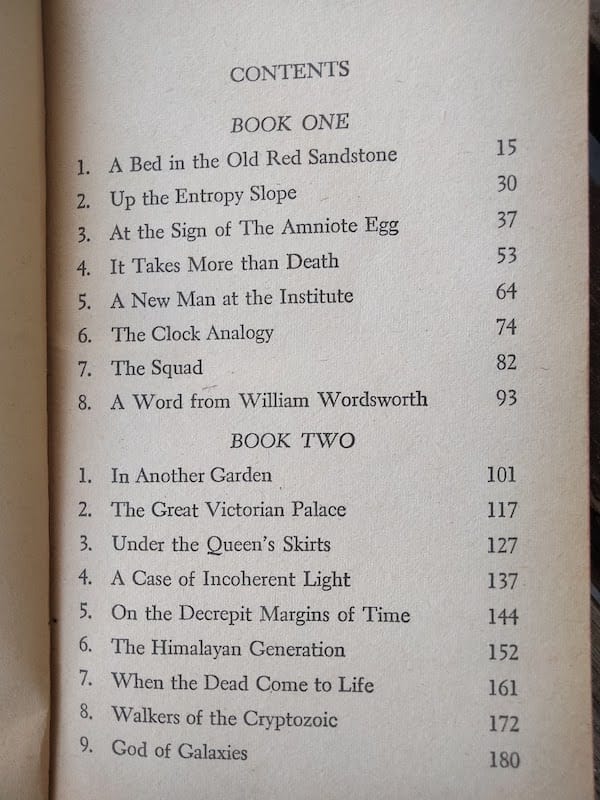 CONTENTS
BOOK ONE
1. A Bed in the Old Red Sandstone 15
2. Up the Entropy Slope 30
3. At the Sign of The Amniote Egg 37
4. It Takes More than Death 53
5. A New Man at the Institute 64
6. The Clock Analogy 74
7. The Squad 82
8. A Word from William Wordsworth 93
BOOK TWO
1. In Another Garden 101
2. The Great Victorian Palace 117
3. Under the Queen's Skirts 127
4. A Case of Incoherent Light 137
5. On the Decrepit Margins of Time 144
6. The Himalayan Generation 152
7. When the Dead Come to Life 161
8. Walkers of the Cryptozoic 172
9. God of Galaxies 180